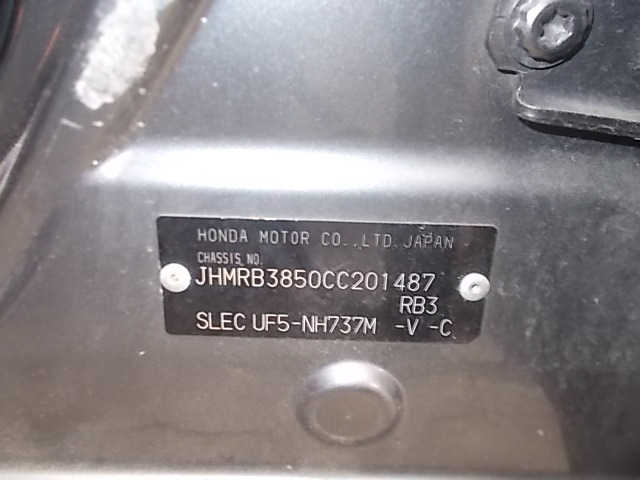 HONDA MOTOR CO.,LTD.JAPAN
CHASSIS NO.
JHMRB3850CC201487
RB3
SLEC UF5-NH737M -V -C